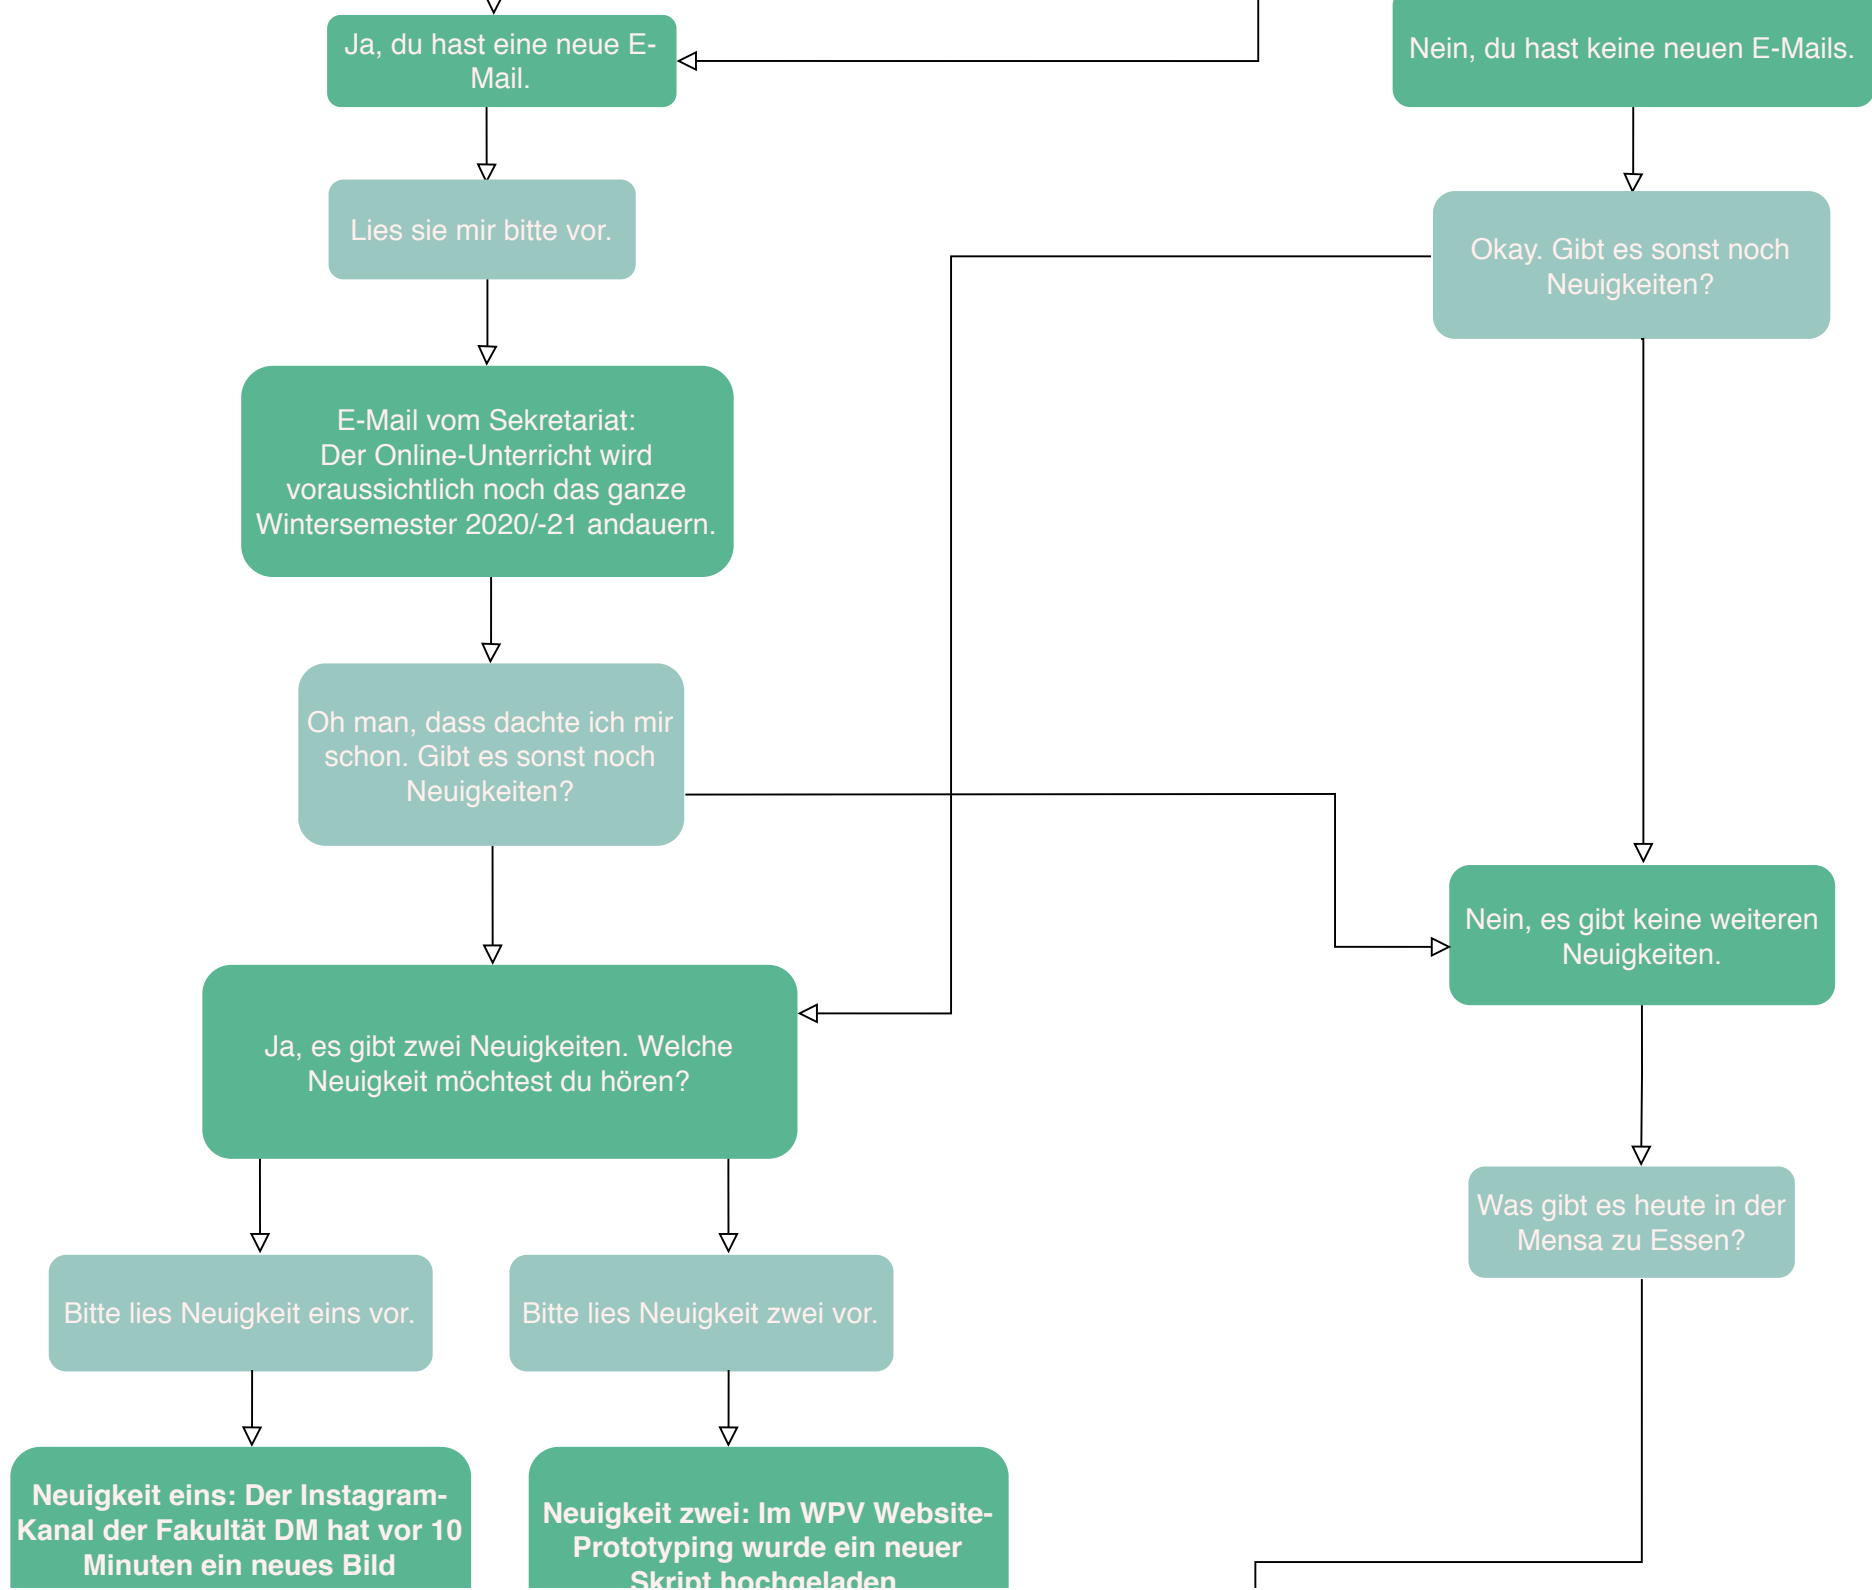 Ja, du hast eine neue E-
Mail.
Nein, du hast keine neuen E-Mails.
Lies sie mir bitte vor.
Okay. Gibt es sonst noch
Neuigkeiten?
E-Mail vom Sekretariat:
Der Online-Unterricht wird
voraussichtlich noch das ganze
Wintersemester 2020/-21 andauern.
Oh man, dass dachte ich mir
schon. Gibt es sonst noch
Neuigkeiten?
Nein, es gibt keine weiteren
Neuigkeiten.
Ja, es gibt zwei Neuigkeiten. Welche
Neuigkeit möchtest du hören?
Was gibt es heute in der
Mensa zu Essen?
Bitte lies Neuigkeit eins vor.
Bitte lies Neuigkeit zwei vor.
Neuigkeit eins: Der Instagram-
Kanal der Fakultät DM hat vor 10
Minuten ein neues Bild
Neuigkeit zwei: Im WPV Website-
Prototyping wurde ein neuer
Skript hochgeladen